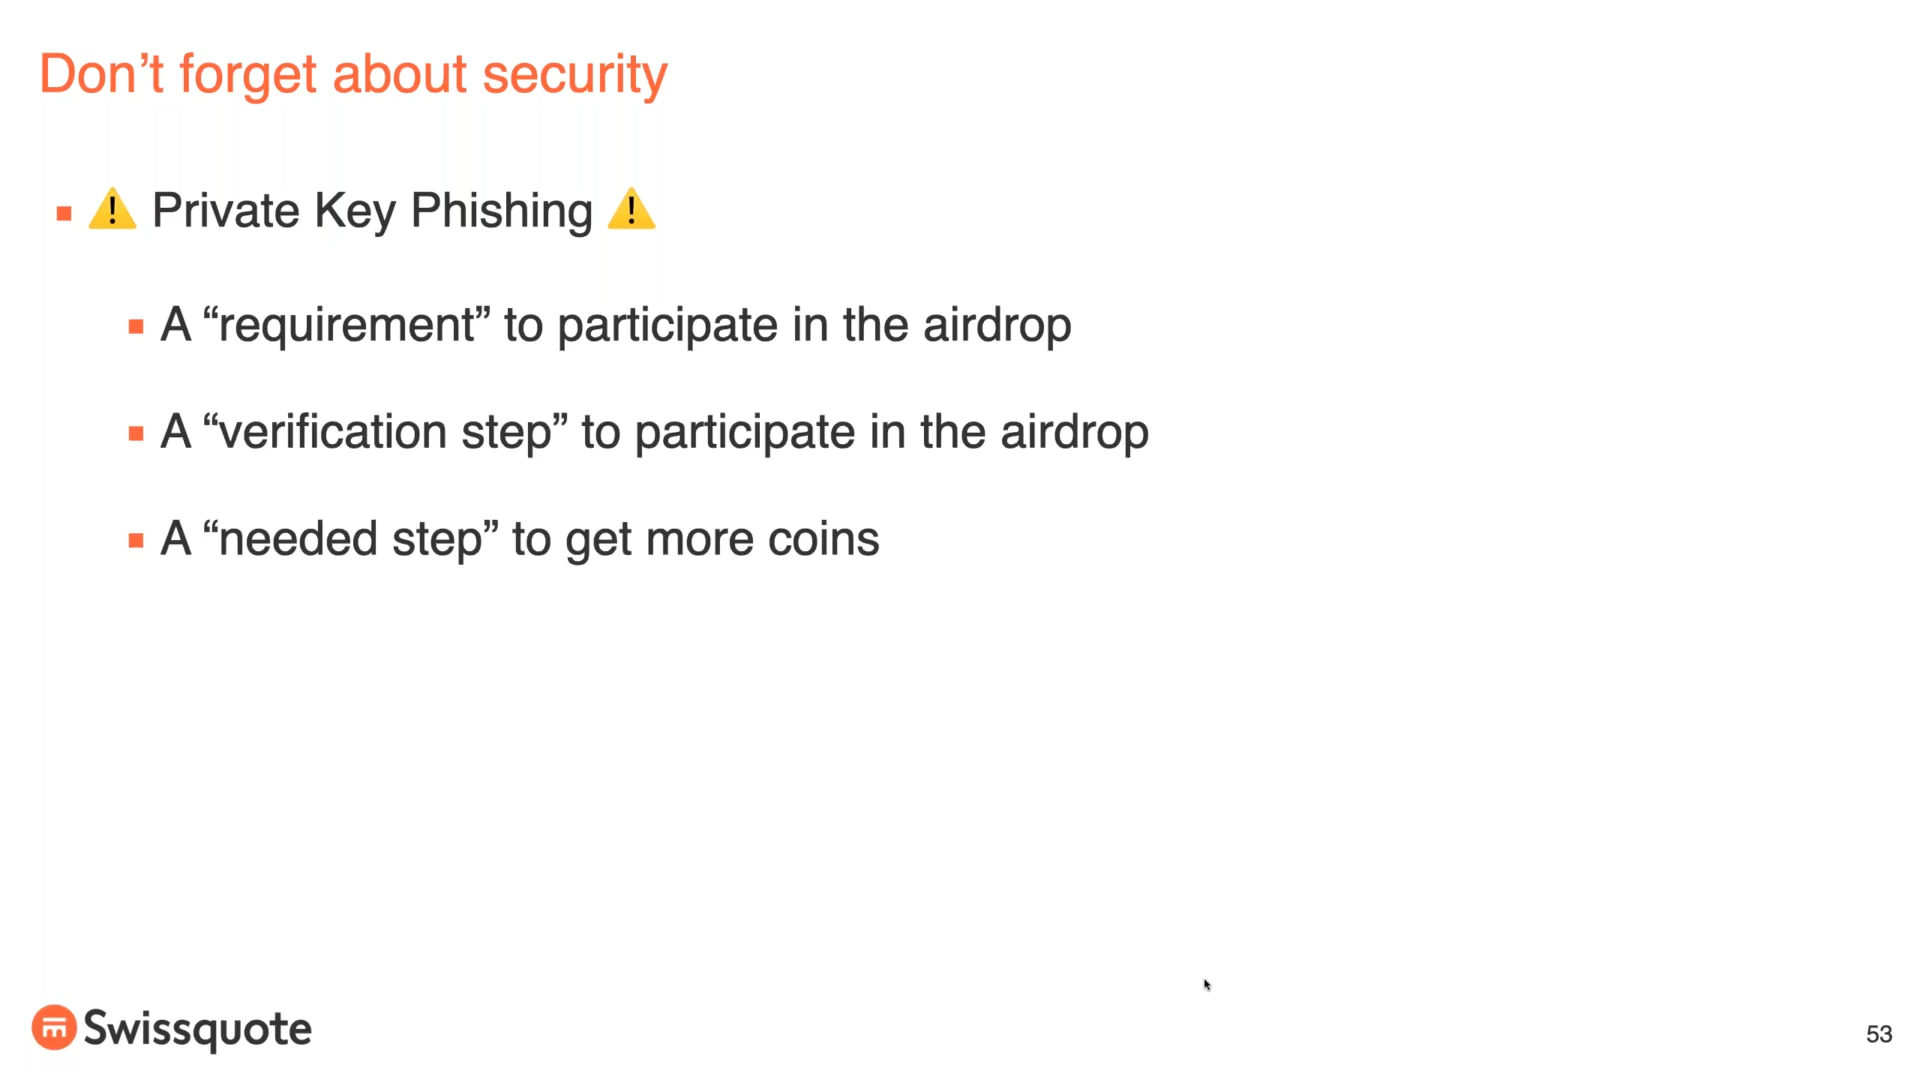 Don’t forget about security
⚠️ Private Key Phishing ⚠️
A “requirement” to participate in the airdrop
A “verification step” to participate in the airdrop
A “needed step” to get more coins
Swissquote
53